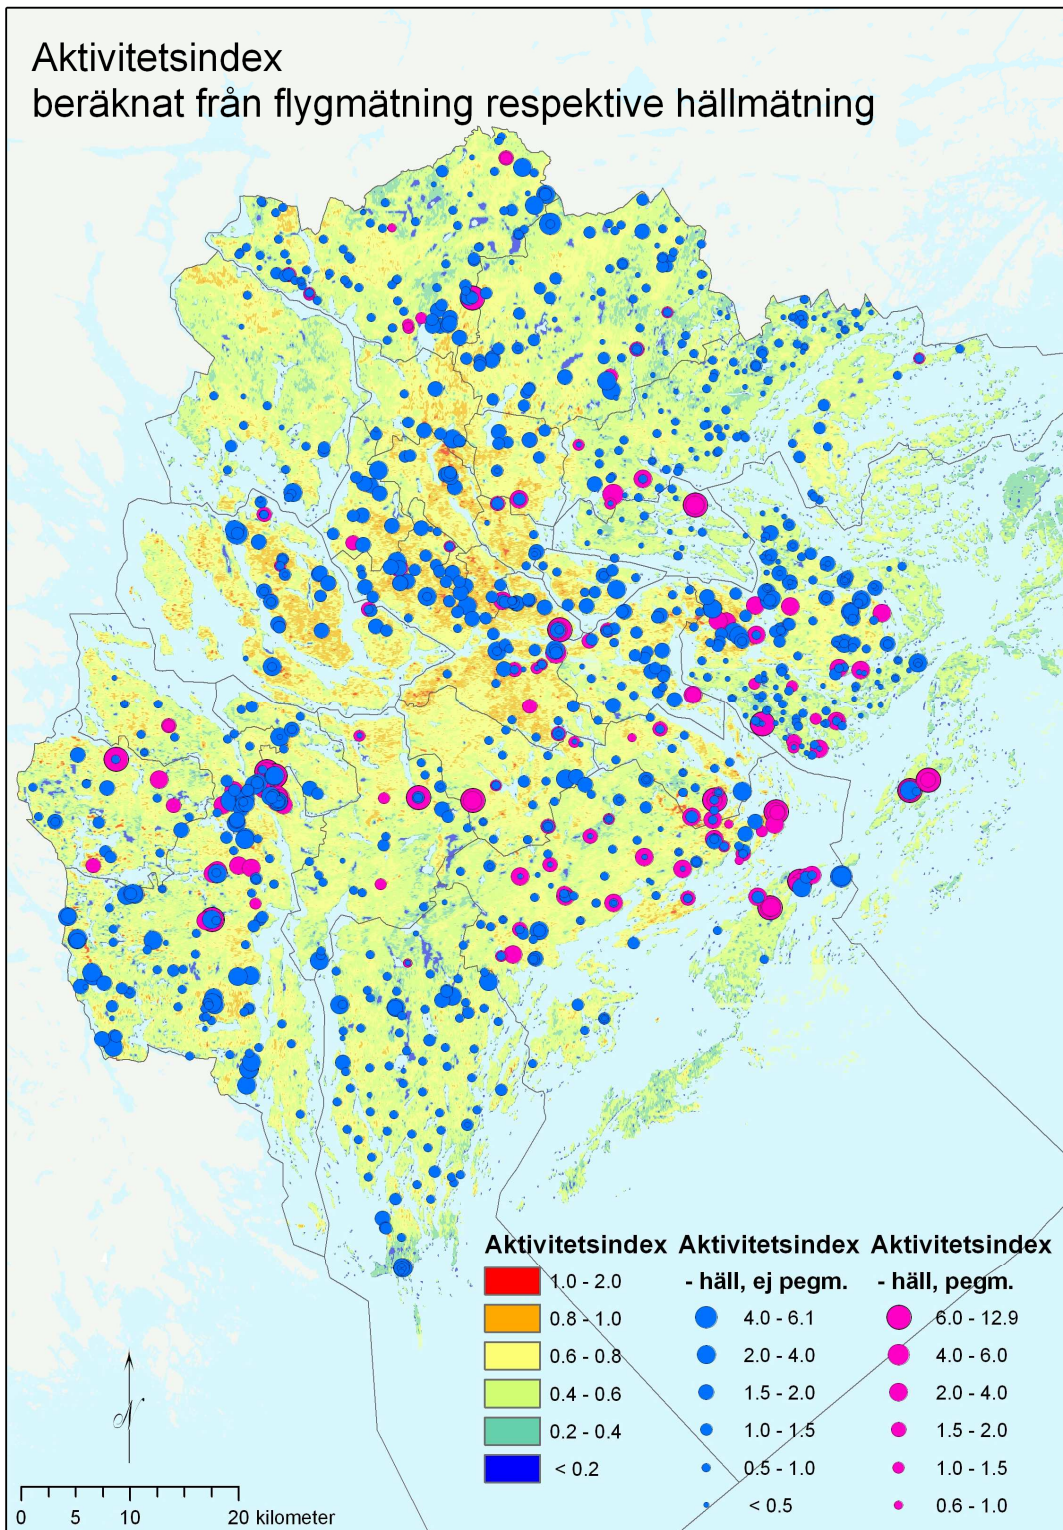 Aktivitetsindex
beräknat från flygmätning respektive hällmätning
Aktivitetsindex
1.0 - 2.0
0.8 - 1.0
0.6 - 0.8
0.4 - 0.6
0.2 - 0.4
< 0.2
Aktivitetsindex
- häll, ej pegm.
4.0 - 6.1
2.0 - 4.0
1.5 - 2.0
1.0 - 1.5
0.5 - 1.0
< 0.5
Aktivitetsindex
- häll, pegm.
6.0 - 12.9
4.0 - 6.0
2.0 - 4.0
1.5 - 2.0
1.0 - 1.5
0.6 - 1.0
N
0 5 10 20 kilometer